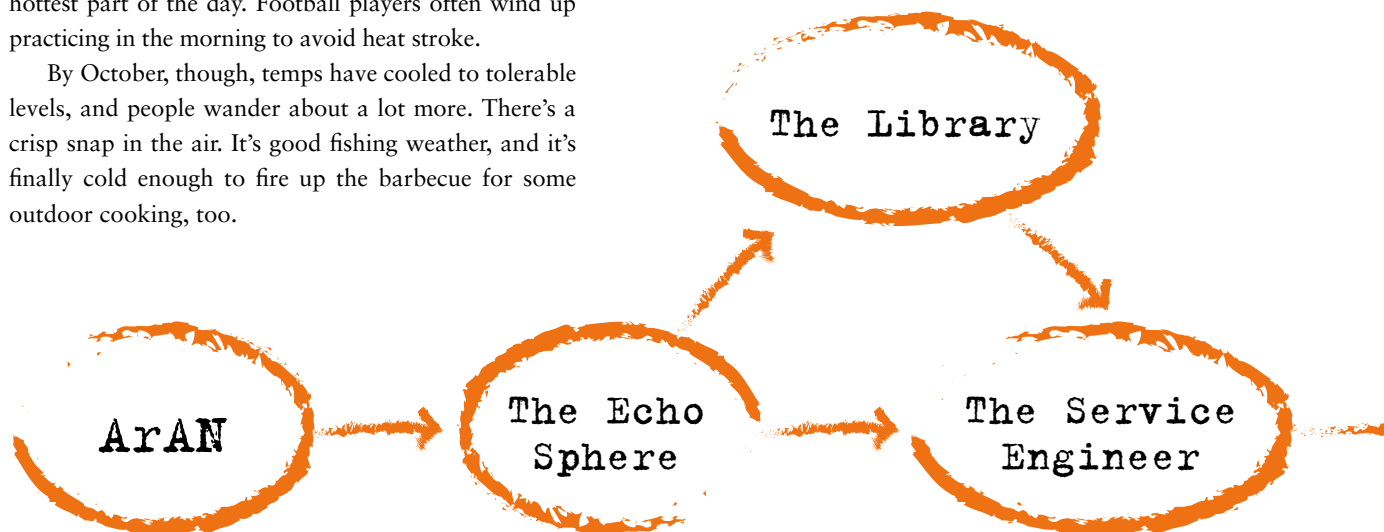 hottest part of the day. Football players often wind up
practicing in the morning to avoid heat stroke.
By October, though, temps have cooled to tolerable
levels, and people wander about a lot more. There’s a
crisp snap in the air. It’s good fishing weather, and it’s
finally cold enough to fire up the barbecue for some
outdoor cooking, too.
The Library
ArAN
The Echo
Sphere
The Service
Engineer